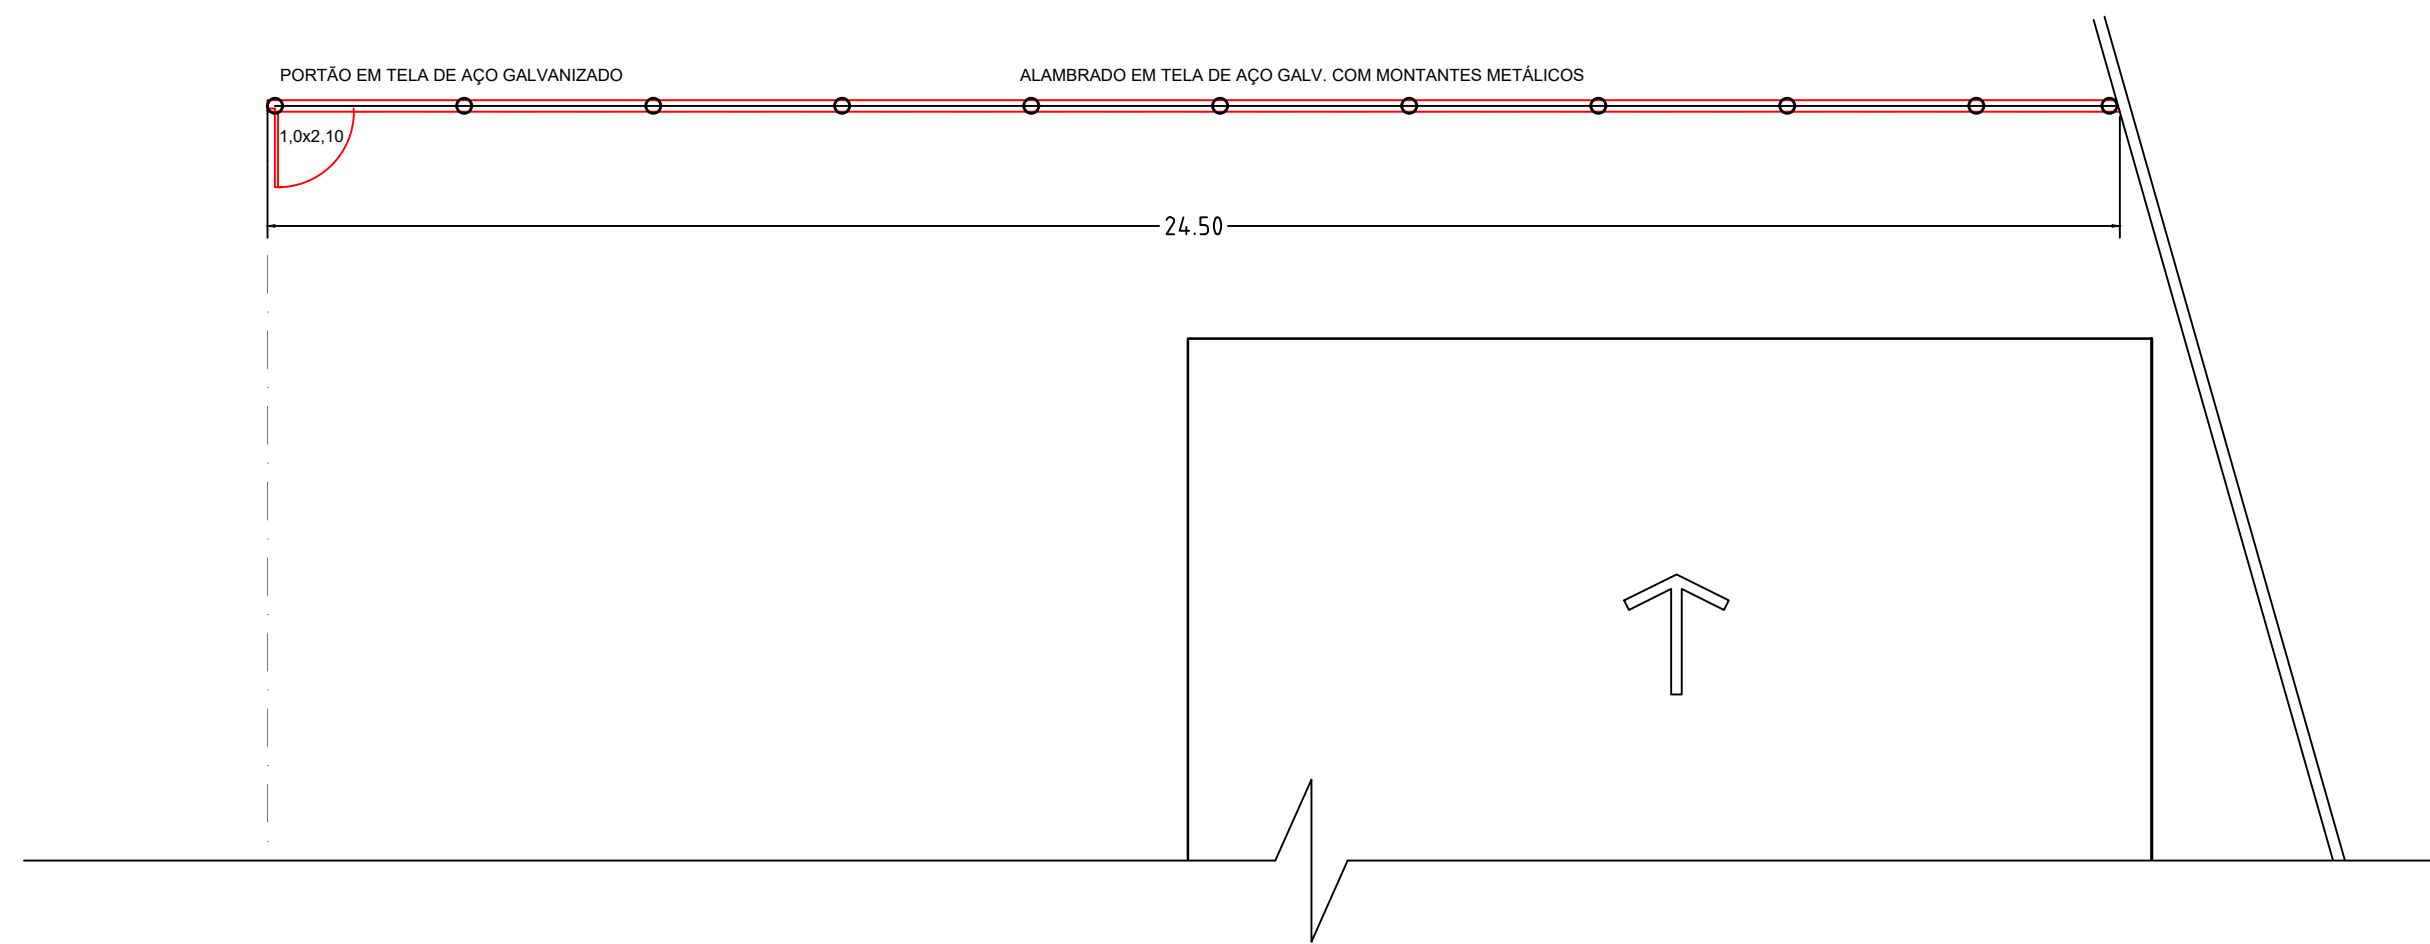 PORTÃO EM TELA DE AÇO GALVANIZADO
ALAMBRADO EM TELA DE AÇO GALV. COM MONTANTES METÁLICOS
1,0x2,10
24.50